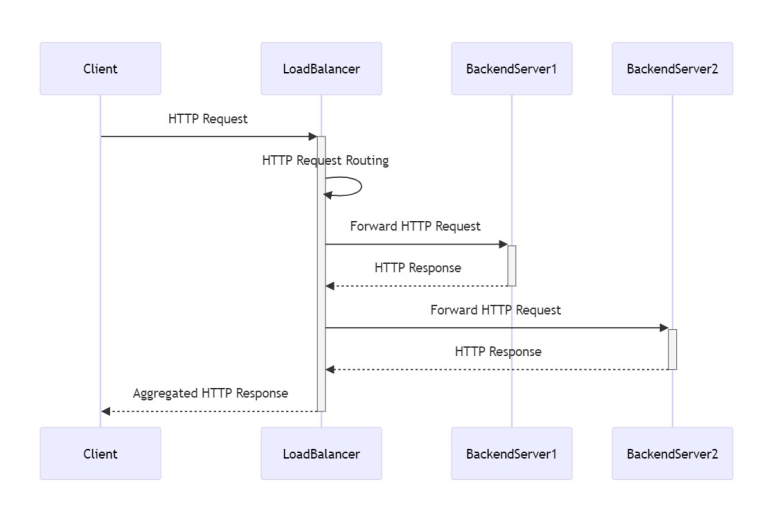 Client
LoadBalancer
BackendServer1
BackendServer2
HTTP Request
HTTP Request Routing
Forward HTTP Request
HTTP Response
Forward HTTP Request
HTTP Response
Aggregated HTTP Response
Client
LoadBalancer
BackendServer1
BackendServer2